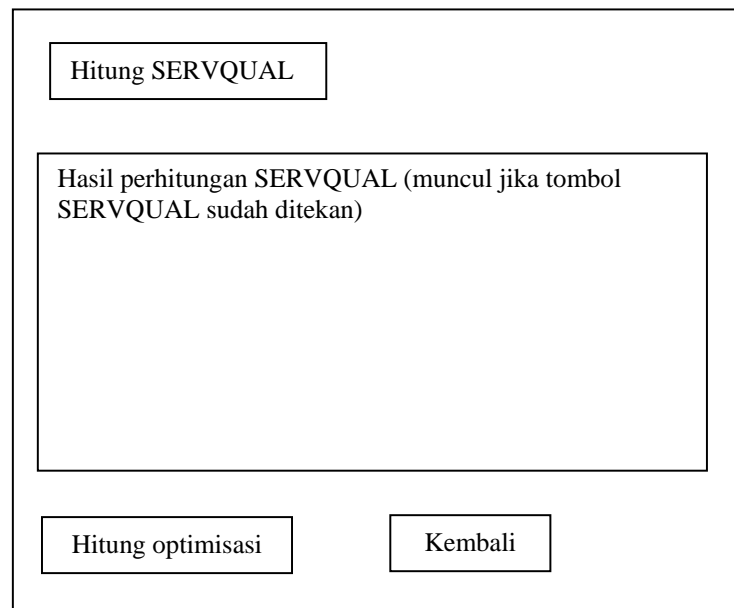 Hitung SERVQUAL
Hasil perhitungan SERVQUAL (muncul jika tombol
SERVQUAL sudah ditekan)
Hitung optimisasi
Kembali